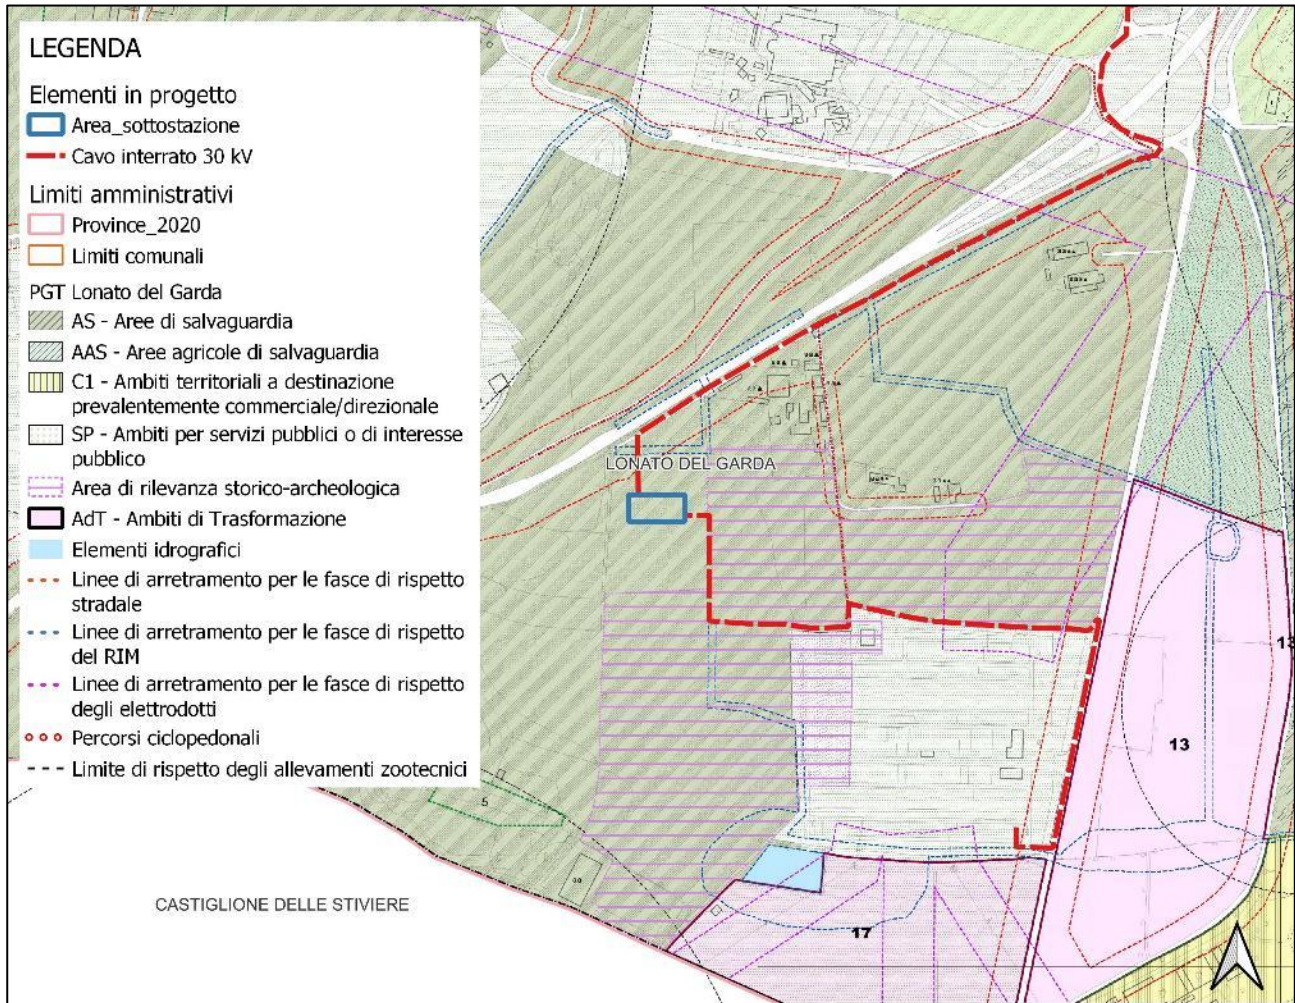 LEGENDA
Elementi in progetto
Area_sottostazione
Cavo interrato 30 kV
Limiti amministrativi
Province_2020
Limiti comunali
PGT Lonato del Garda
AS - Aree di salvaguardia
AAS - Aree agricole di salvaguardia
C1 - Ambiti territoriali a destinazione
prevalentemente commerciale/direzionale
SP - Ambiti per servizi pubblici o di interesse
pubblico
Area di rilevanza storico-archeologica
AdT - Ambiti di Trasformazione
Elementi idrografici
Linee di arretramento per le fasce di rispetto
stradale
Linee di arretramento per le fasce di rispetto
del RIM
Linee di arretramento per le fasce di rispetto
degli elettrodotti
Percorsi ciclopedonali
Limite di rispetto degli allevamenti zootecnici
LONATO DEL GARDA
13
13
5
CASTIGLIONE DELLE STIVIERE
17